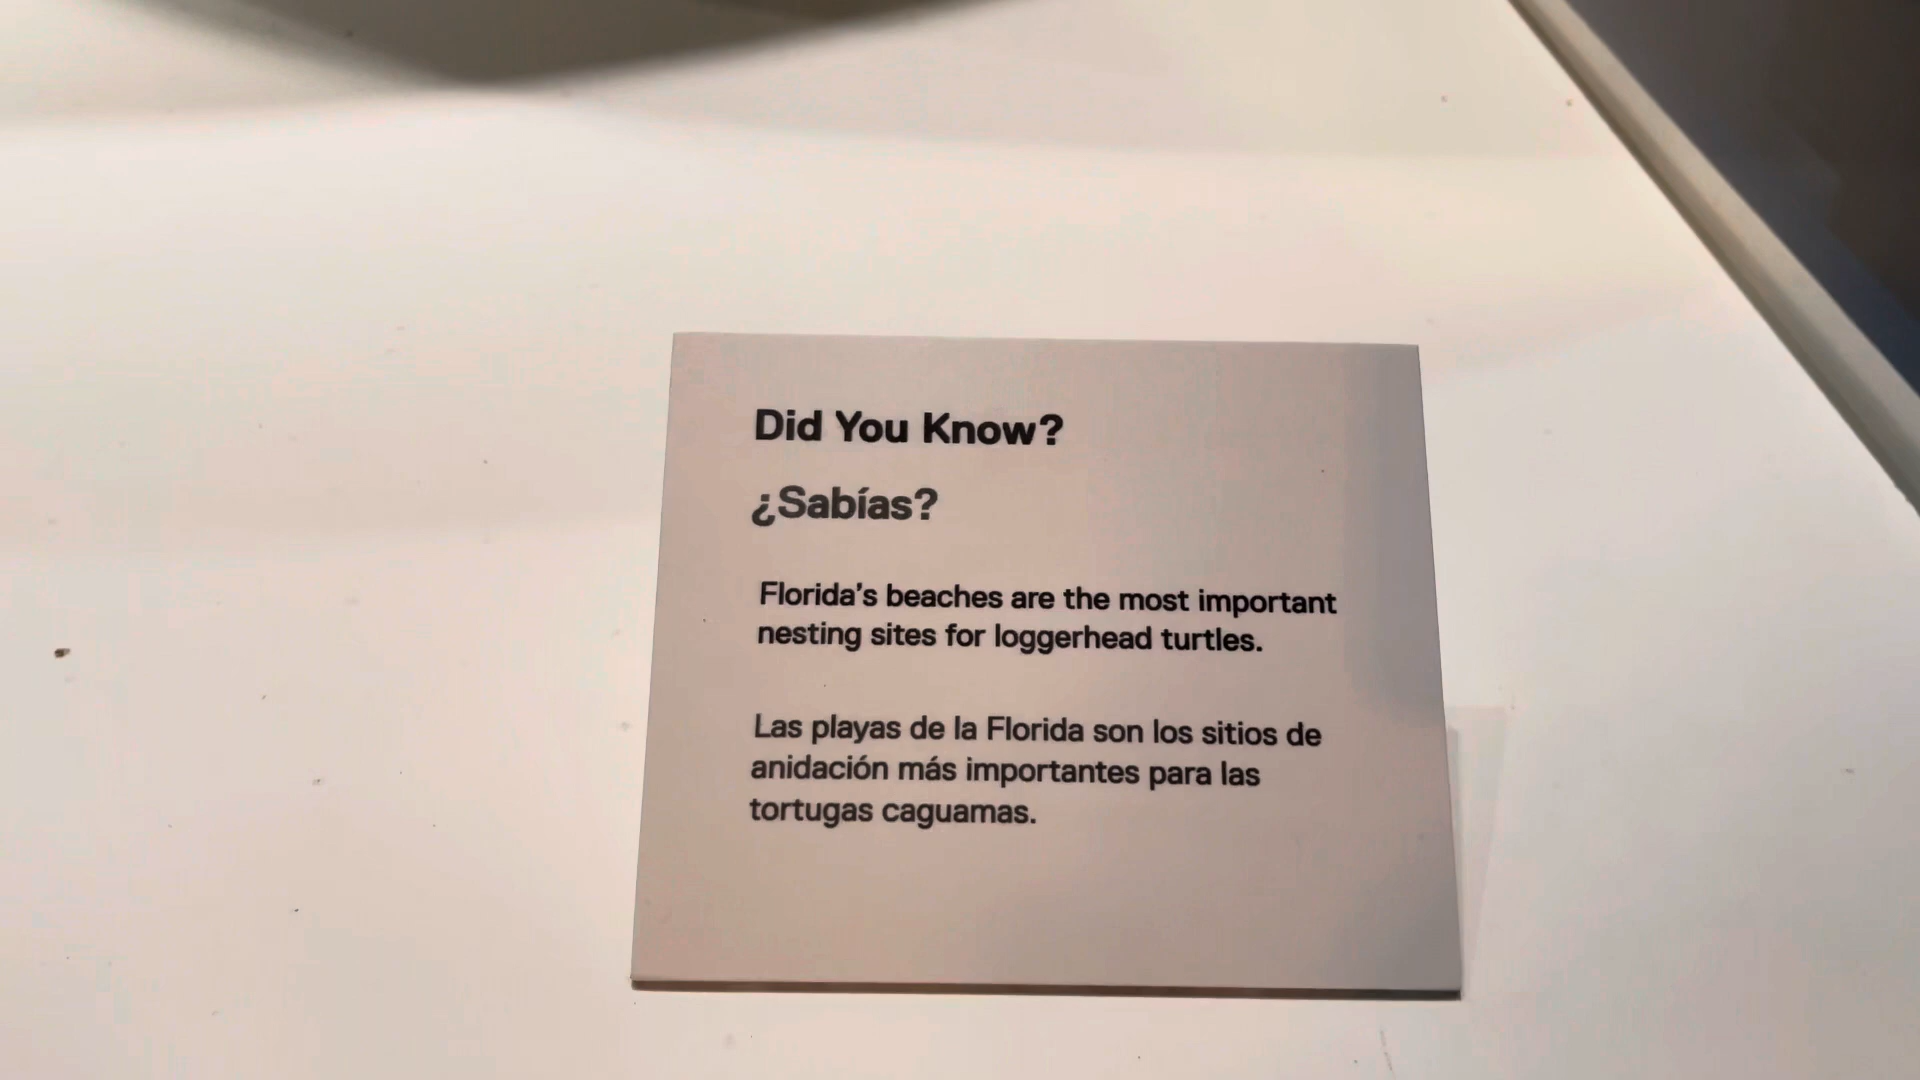 Did You Know?
¿Sabías?
Florida's beaches are the most important
nesting sites for loggerhead turtles.
Las playas de la Florida son los sitios de
anidación más importantes para las
tortugas caguamas.